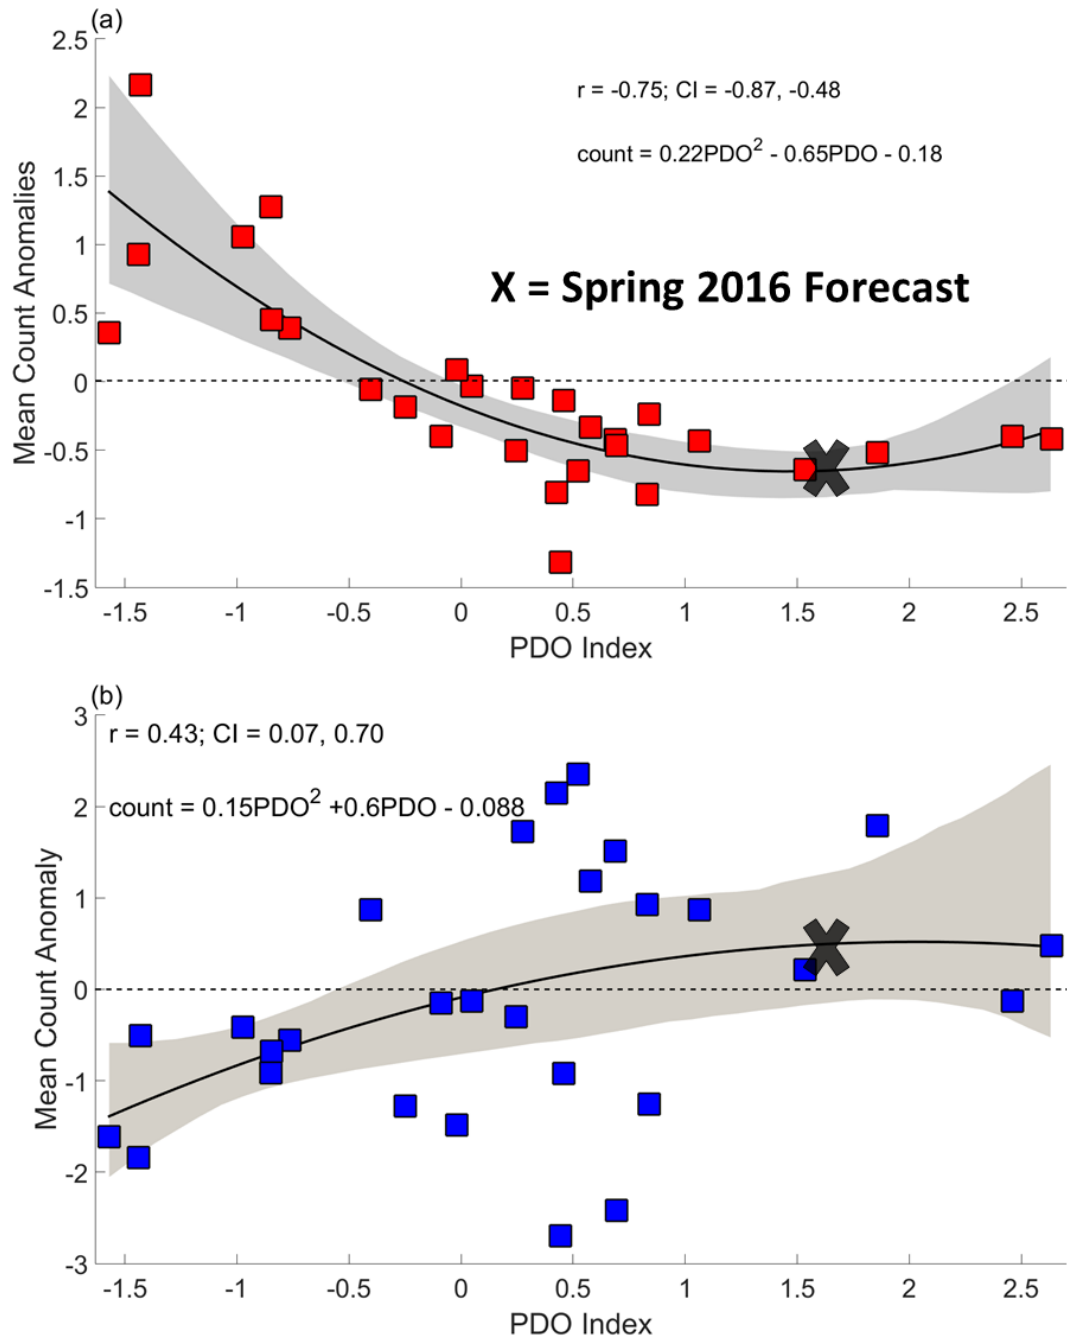 (a)
2.5
2
1.5
1
0.5
0
-0.5
-1
-1.5
Mean Count Anomalies
r = -0.75; CI = -0.87, -0.48
count = 0.22PDO² - 0.65PDO - 0.18
X = Spring 2016 Forecast
-1.5 -1 -0.5 0 0.5 1 1.5 2 2.5
PDO Index
(b)
3
2
1
0
-1
-2
-3
Mean Count Anomaly
r = 0.43; CI = 0.07, 0.70
count = 0.15PDO² +0.6PDO - 0.088
-1.5 -1 -0.5 0 0.5 1 1.5 2 2.5
PDO Index